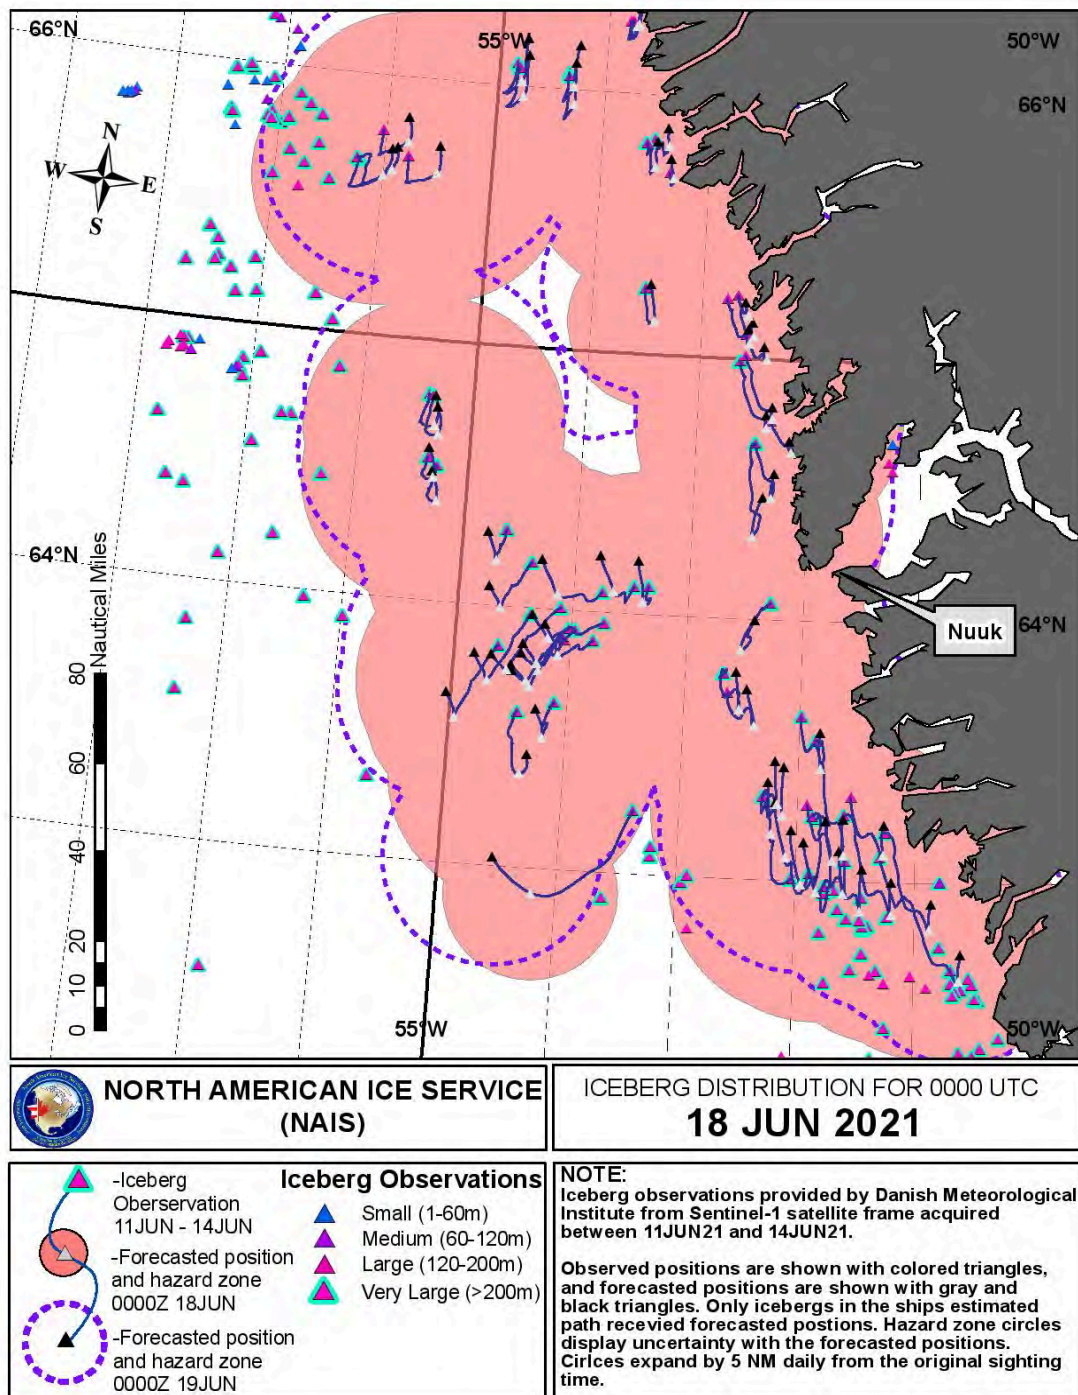 66°N
55°W
50°W
66°N
N
W
E
S
64°N
Nautical Miles
64°N
Nuuk
80
60
40
20
10
0
55°W
50°W
NORTH AMERICAN ICE SERVICE
(NAIS)
ICEBERG DISTRIBUTION FOR 0000 UTC
18 JUN 2021
-Iceberg
Oberservation
11JUN - 14JUN
-Forecasted position
and hazard zone
0000Z 18JUN
-Forecasted position
and hazard zone
0000Z 19JUN
Iceberg Observations
Small (1-60m)
Medium (60-120m)
Large (120-200m)
Very Large (>200m)
NOTE:
Iceberg observations provided by Danish Meteorological
Institute from Sentinel-1 satellite frame acquired
between 11JUN21 and 14JUN21.
Observed positions are shown with colored triangles,
and forecasted positions are shown with gray and
black triangles. Only icebergs in the ships estimated
path recevied forecasted postions. Hazard zone circles
display uncertainty with the forecasted positions.
Cirlces expand by 5 NM daily from the original sighting
time.